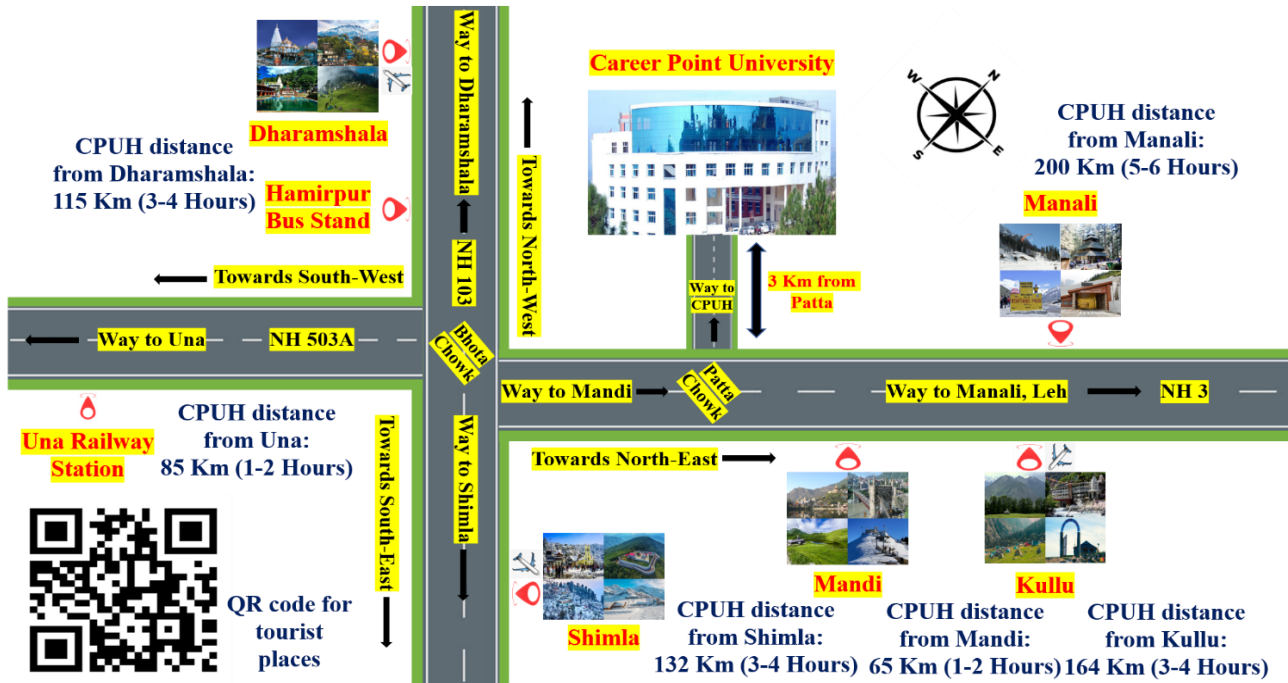 Career Point University
Dharamshala
CPUH distance
from Dharamshala:
115 Km (3-4 Hours)
Hamirpur
Bus Stand
Way to Dharamshala
NH 103
Towards North-West
N
W
E
S
CPUH distance
from Manali:
200 Km (5-6 Hours)
Manali
Towards South-West
Way to
CPUH
3 Km from
Patta
Way to Una
NH 503A
Bhota
Chowk
Way to Mandi
Patta
Chowk
Way to Manali, Leh
NH 3
Una Railway
Station
CPUH distance
from Una:
85 Km (1-2 Hours)
Towards South-East
Way to Shimla
Towards North-East
QR code for
tourist
places
Shimla
CPUH distance
from Shimla:
132 Km (3-4 Hours)
Mandi
CPUH distance
from Mandi:
65 Km (1-2 Hours)
Kullu
CPUH distance
from Kullu:
164 Km (3-4 Hours)